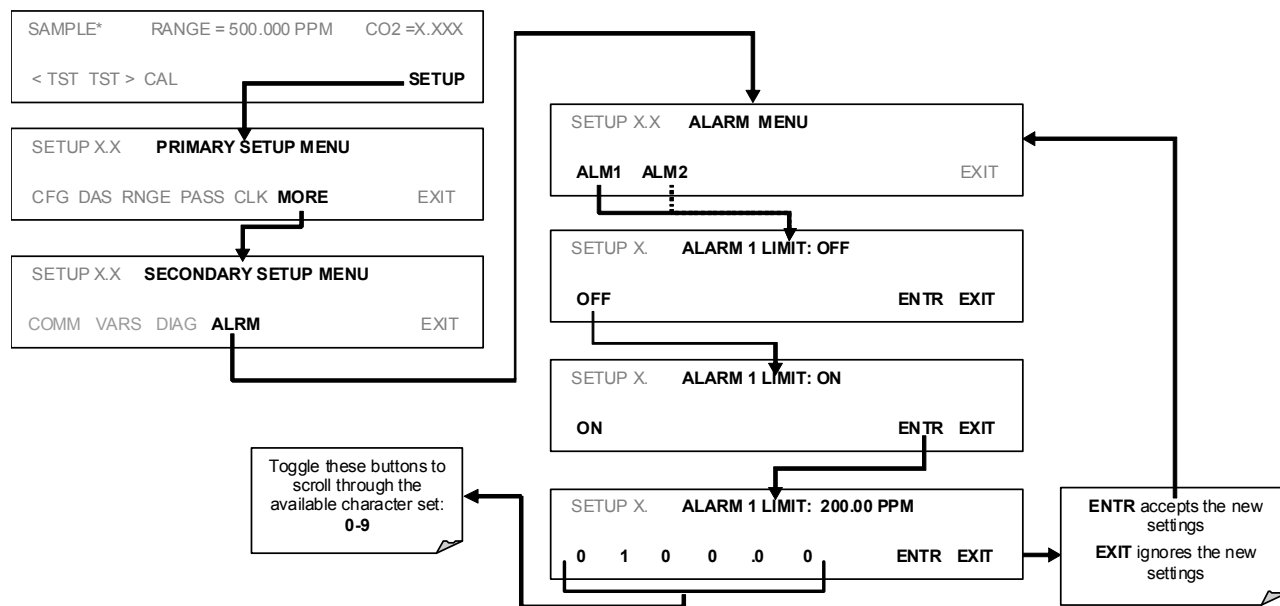 SAMPLE* RANGE = 500.000 PPM CO2 =X.XXX
< TST TST > CAL SETUP
SETUP X.X PRIMARY SETUP MENU
CFG DAS RNGE PASS CLK MORE EXIT
SETUP X.X SECONDARY SETUP MENU
COMM VARS DIAG ALRM EXIT
SETUP X.X ALARM MENU
ALM1 ALM2 EXIT
SETUP X. ALARM 1 LIMIT: OFF
OFF ENTR EXIT
SETUP X. ALARM 1 LIMIT: ON
ON ENTR EXIT
SETUP X. ALARM 1 LIMIT: 200.00 PPM
0 1 0 0 .0 0 ENTR EXIT
Toggle these buttons to
scroll through the
available character set:
0-9
ENTR accepts the new
settings
EXIT ignores the new
settings